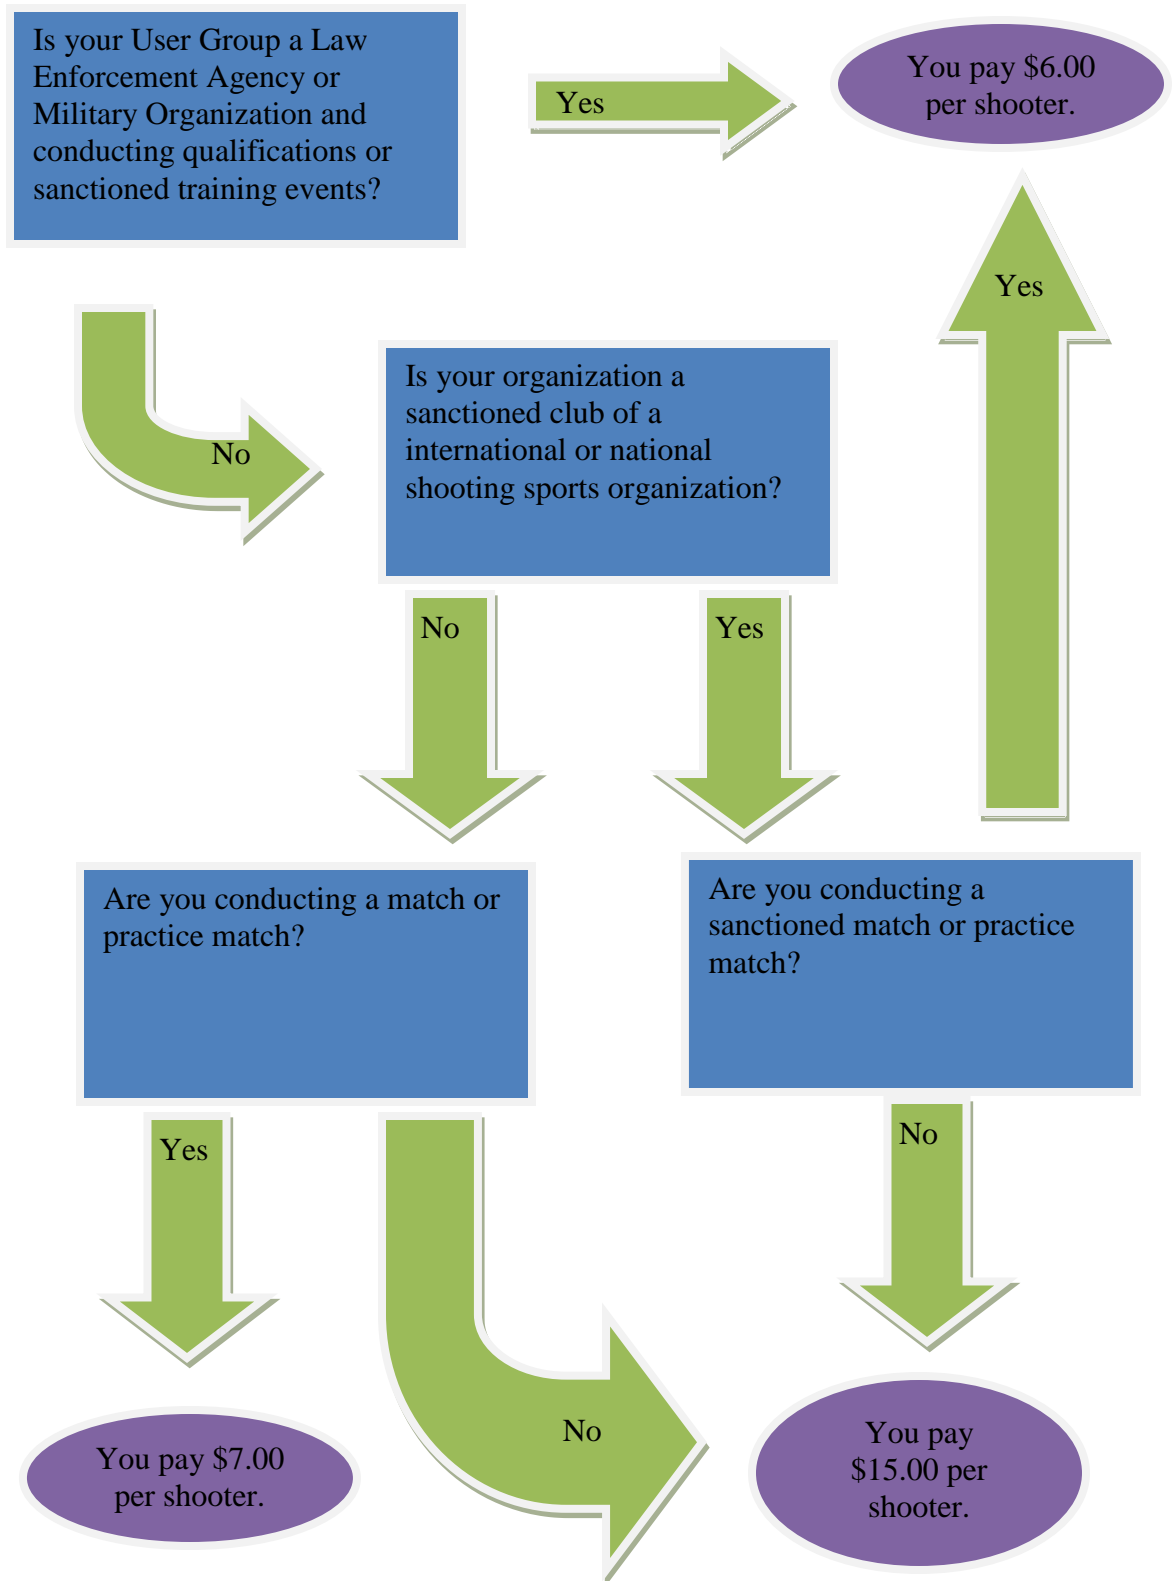 Is your User Group a Law
Enforcement Agency or
Military Organization and
conducting qualifications or
sanctioned training events?
Yes
You pay $6.00
per shooter.
Yes
No
Is your organization a
sanctioned club of a
international or national
shooting sports organization?
No
Yes
Are you conducting a match or
practice match?
Are you conducting a
sanctioned match or practice
match?
Yes
No
No
You pay $7.00
per shooter.
You pay
$15.00 per
shooter.